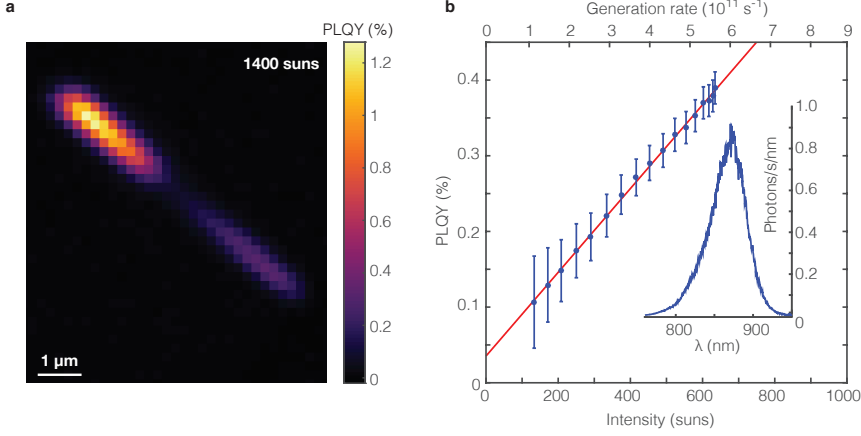 a
PLQY (%)
1400 suns
1.2
1
0.8
0.6
0.4
0.2
0
1 µm
b
Generation rate (10¹¹ s⁻¹)
0 1 2 3 4 5 6 7 8 9
PLQY (%)
0.4
0.3
0.2
0.1
0
0 200 400 600 800 1000
Intensity (suns)
Photons/s/nm
1.0
0.8
0.6
0.4
0.2
0
800 900
λ (nm)